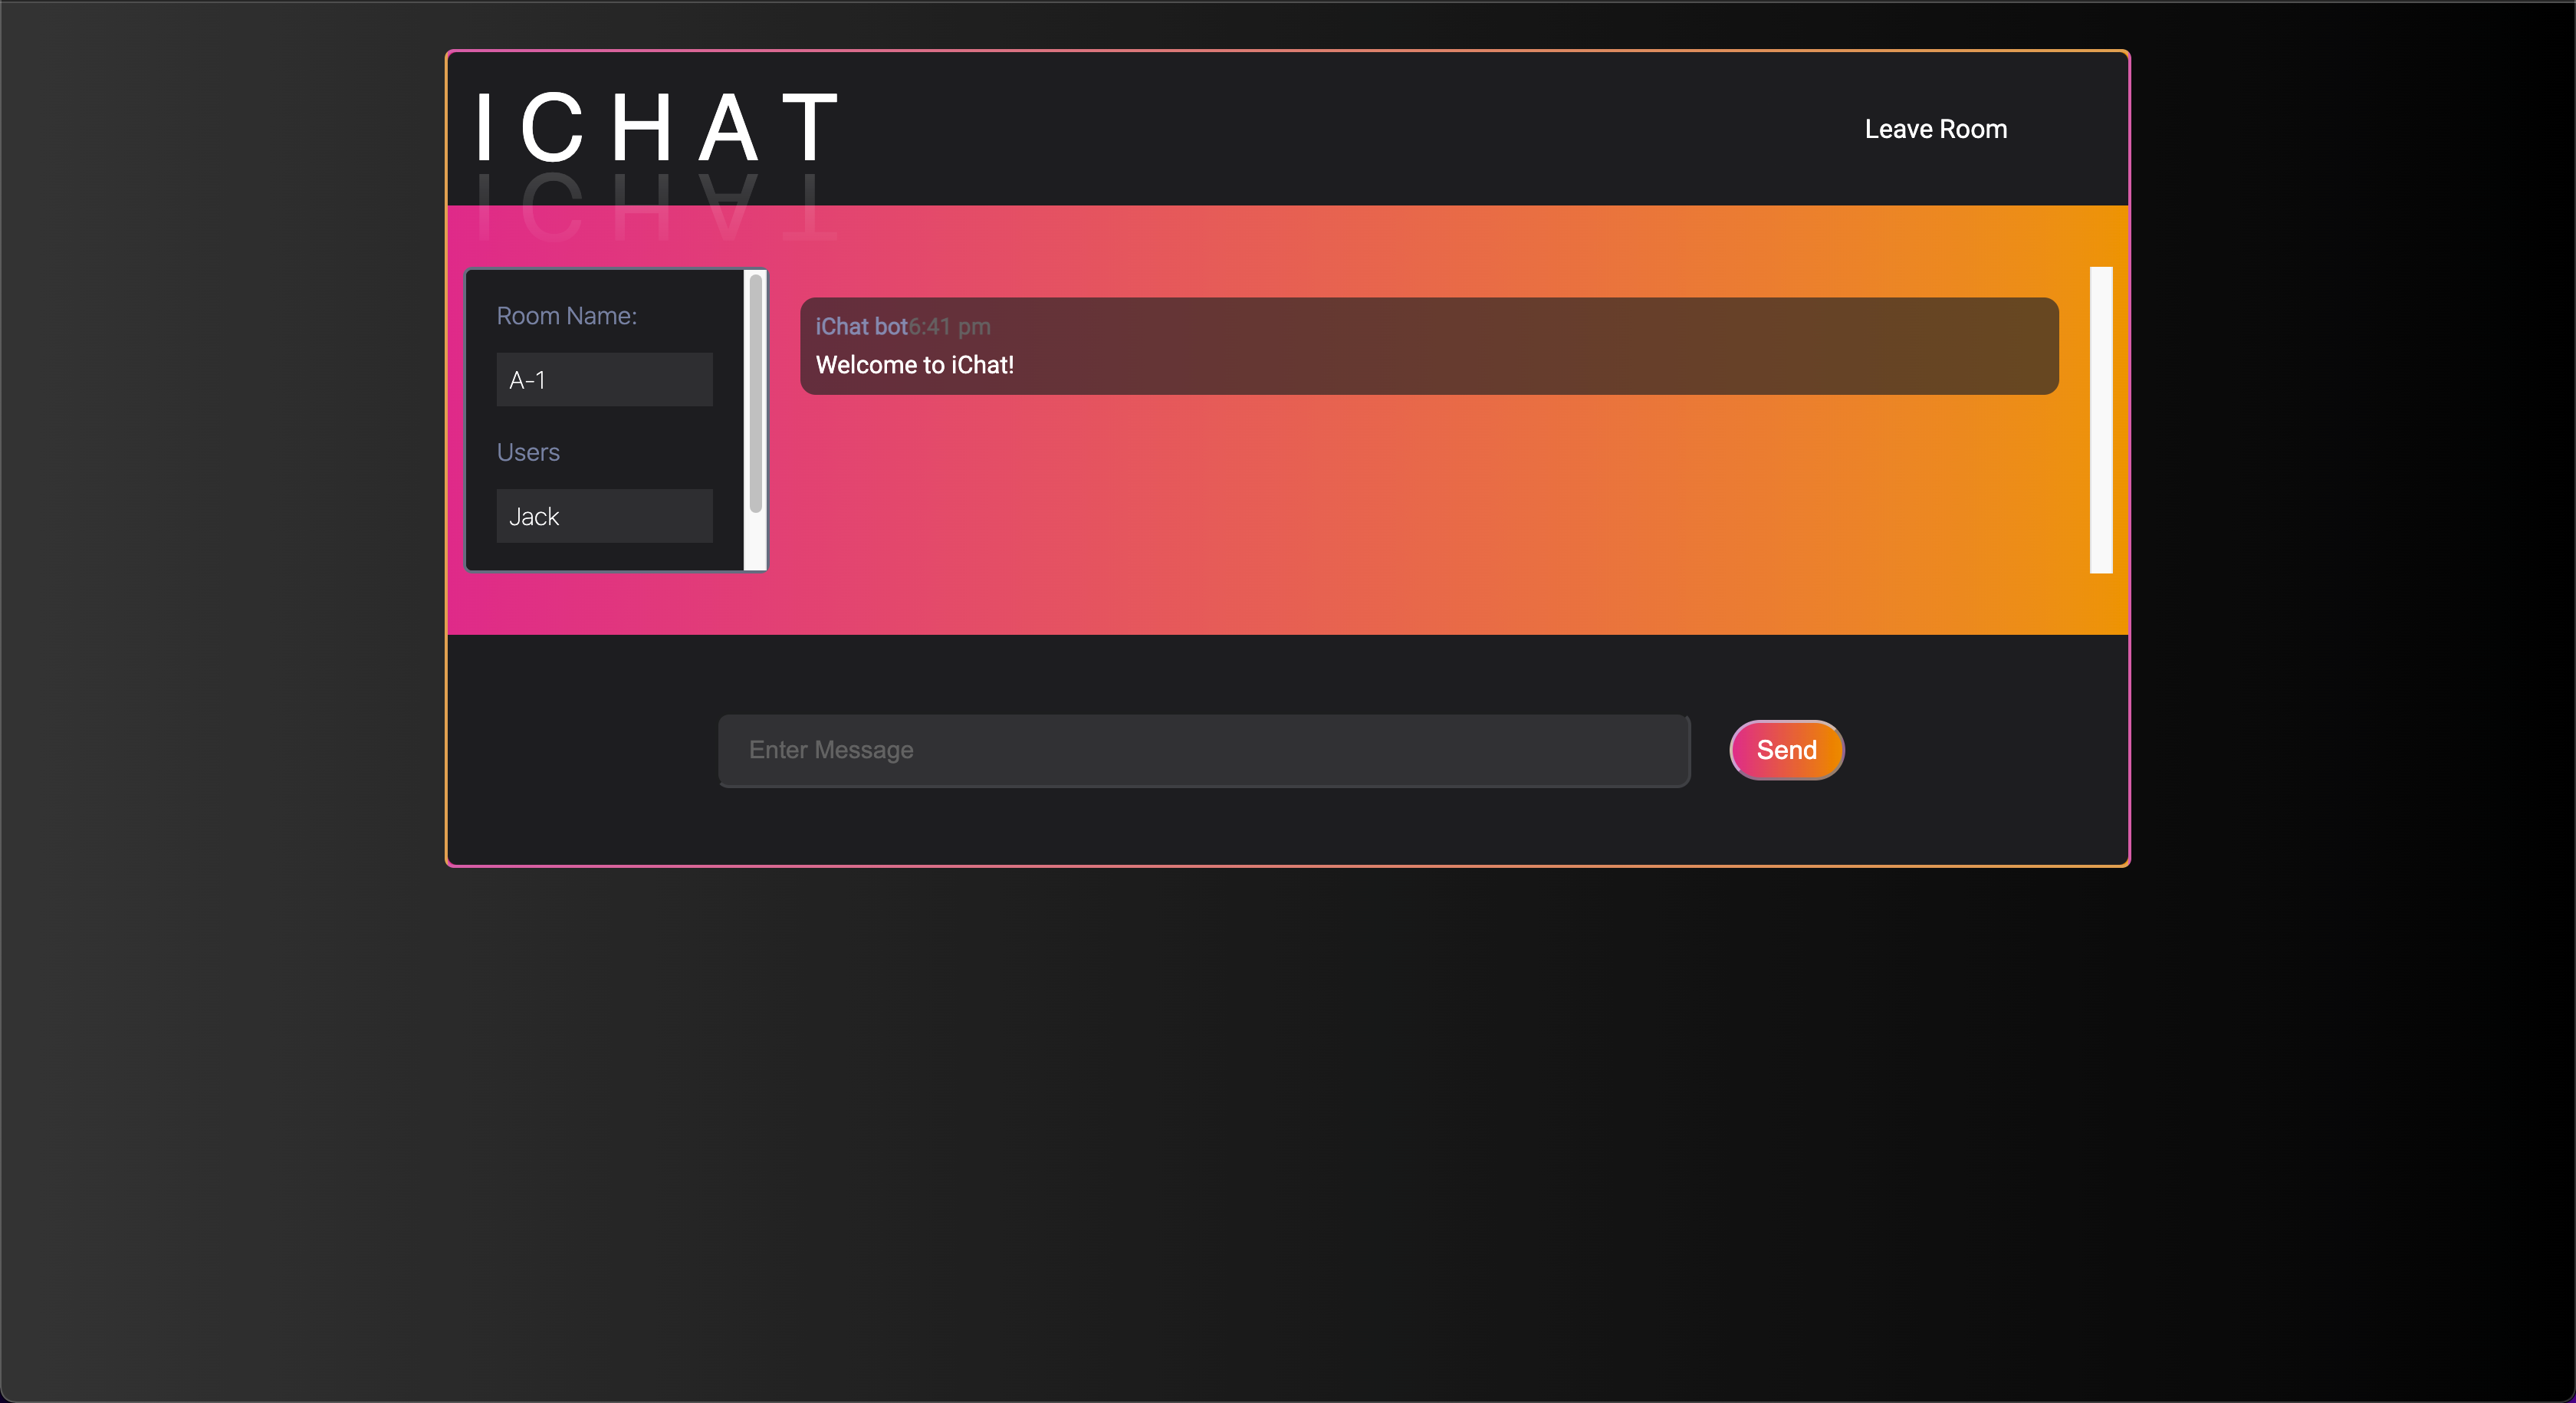 ICHAT
Leave Room
Room Name:
A-1
Users
Jack
iChat bot6:41 pm
Welcome to iChat!
Enter Message
Send